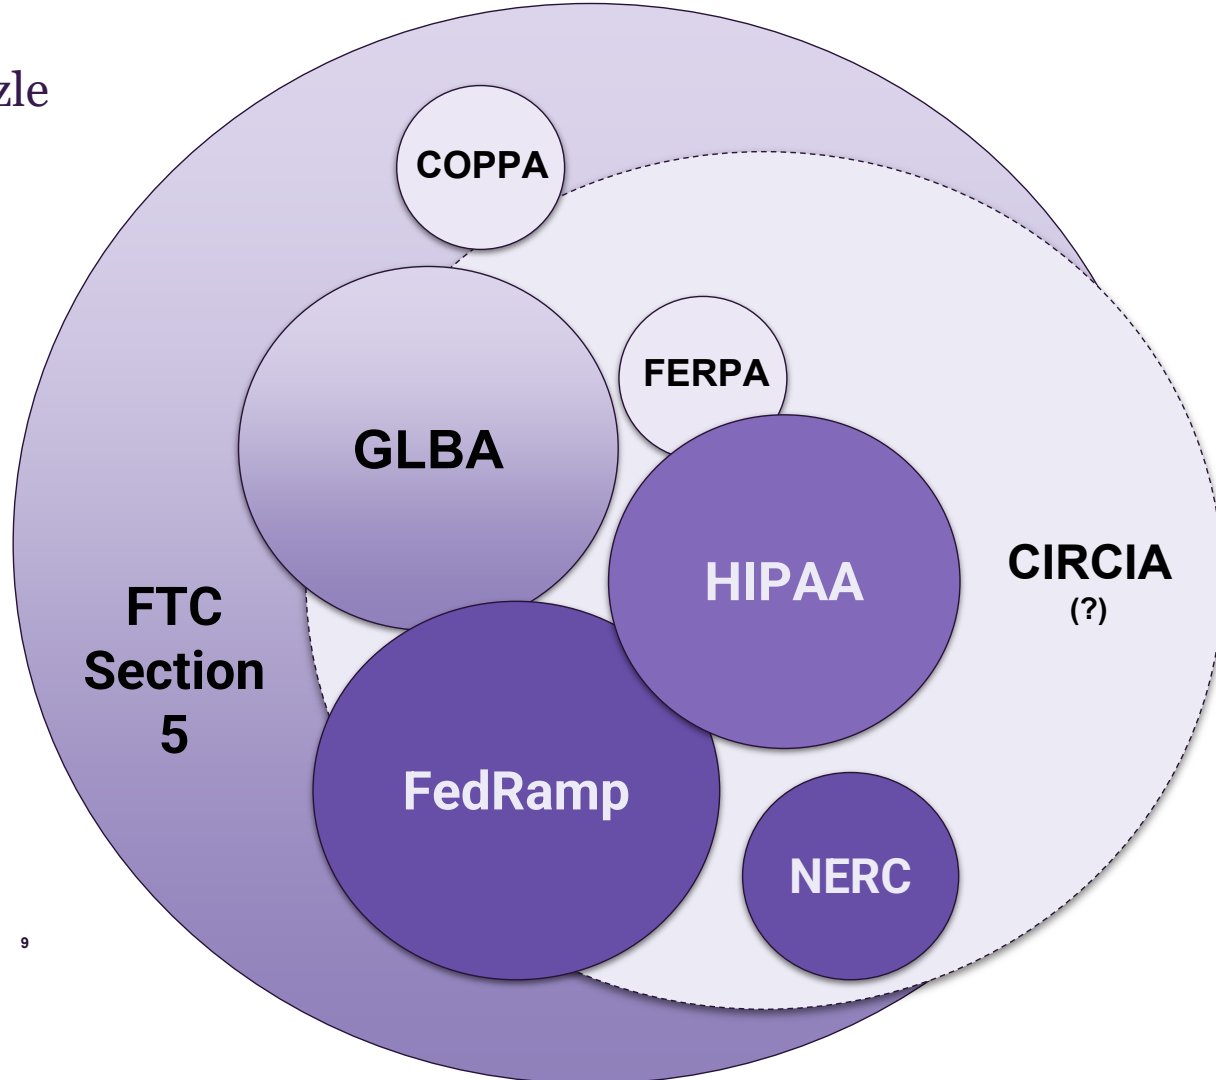 zle
COPPA
FERPA
GLBA
HIPAA
CIRCIA
(?)
FTC
Section
5
FedRamp
NERC
9